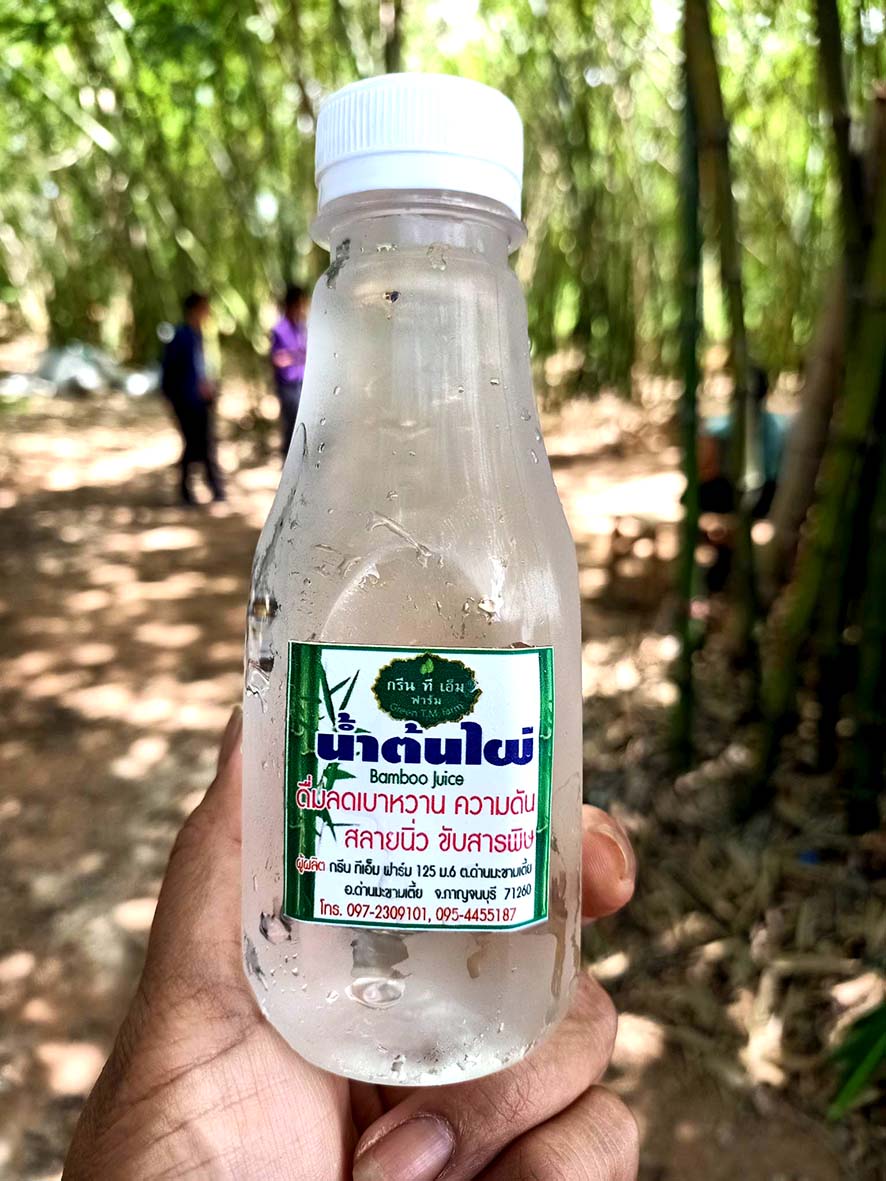 กรีน ที เอ็ม
ฟาร์ม
Green T.M. farm
น้ำต้นไผ่
Bamboo Juice
ดื่มลดเบาหวาน ความดัน
สลายนิ่ว ขับสารพิษ
ผู้ผลิต กรีน ทีเอ็ม ฟาร์ม 125 ม.6 ต.ด่านมะขามเตี้ย
อ.ด่านมะขามเตี้ย จ.กาญจนบุรี 71260
โทร. 097-2309101, 095-4455187